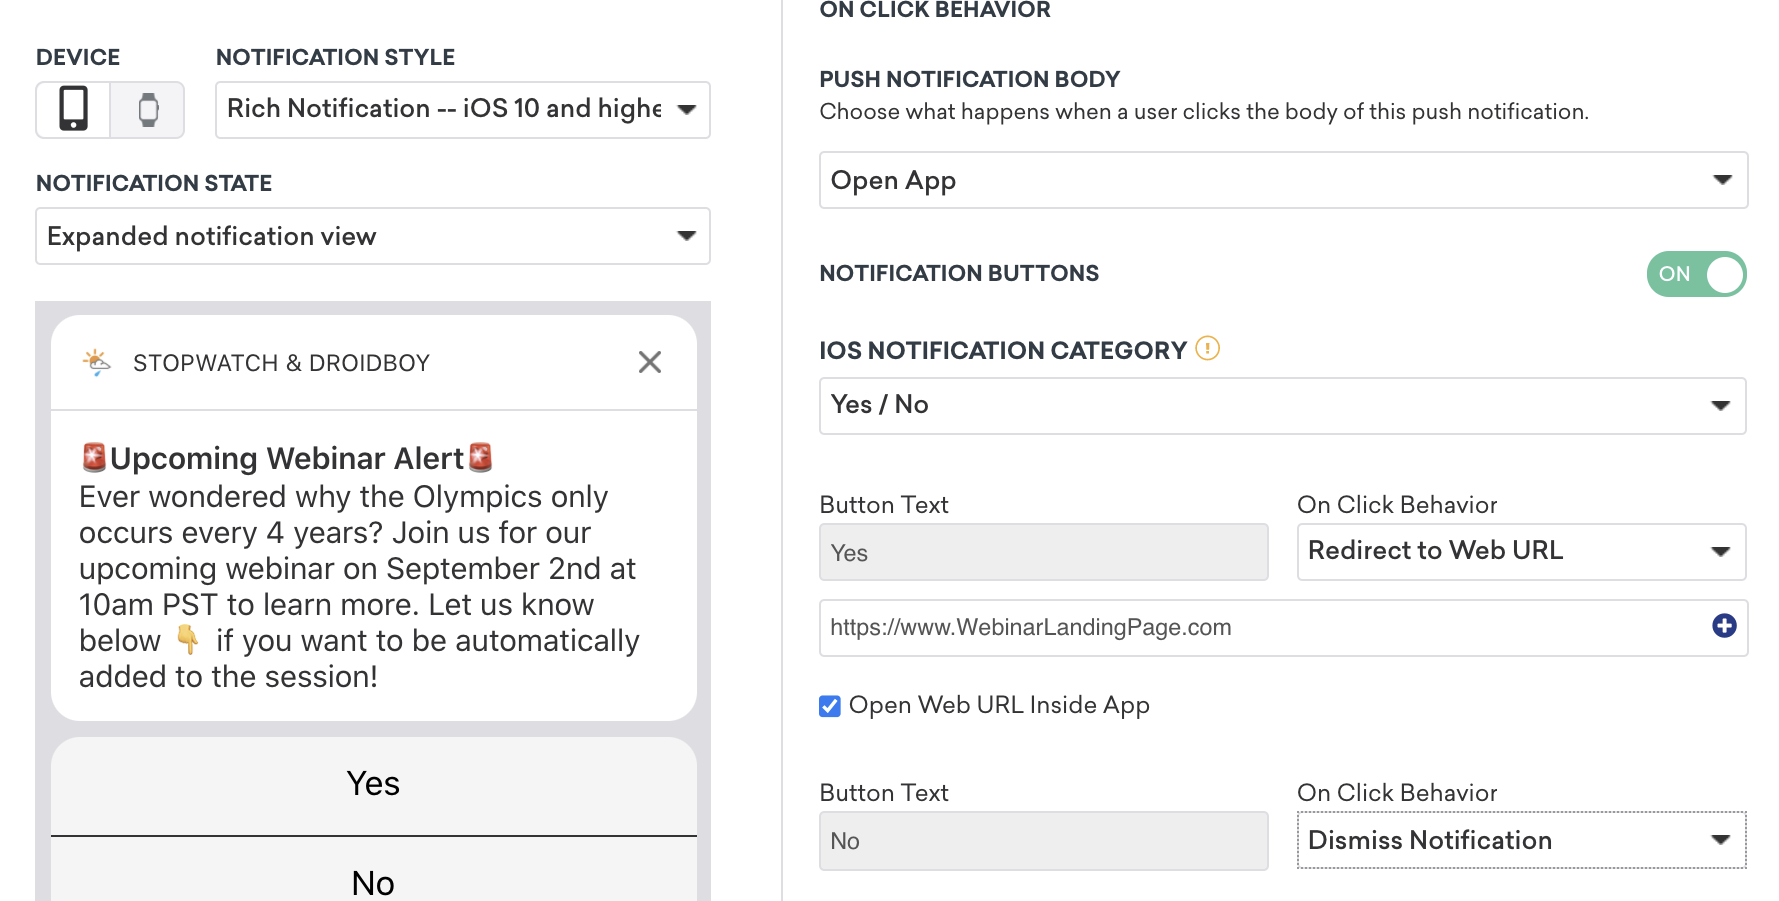 DEVICE
NOTIFICATION STYLE
Rich Notification -- iOS 10 and highe
NOTIFICATION STATE
Expanded notification view
STOPWATCH & DROIDBOY
🚨Upcoming Webinar Alert🚨
Ever wondered why the Olympics only
occurs every 4 years? Join us for our
upcoming webinar on September 2nd at
10am PST to learn more. Let us know
below 👇 if you want to be automatically
added to the session!
Yes
No
ON CLICK BEHAVIOR
PUSH NOTIFICATION BODY
Choose what happens when a user clicks the body of this push notification.
Open App
NOTIFICATION BUTTONS
ON
IOS NOTIFICATION CATEGORY
Yes / No
Button Text
On Click Behavior
Yes
Redirect to Web URL
https://www.WebinarLandingPage.com
Open Web URL Inside App
Button Text
On Click Behavior
No
Dismiss Notification